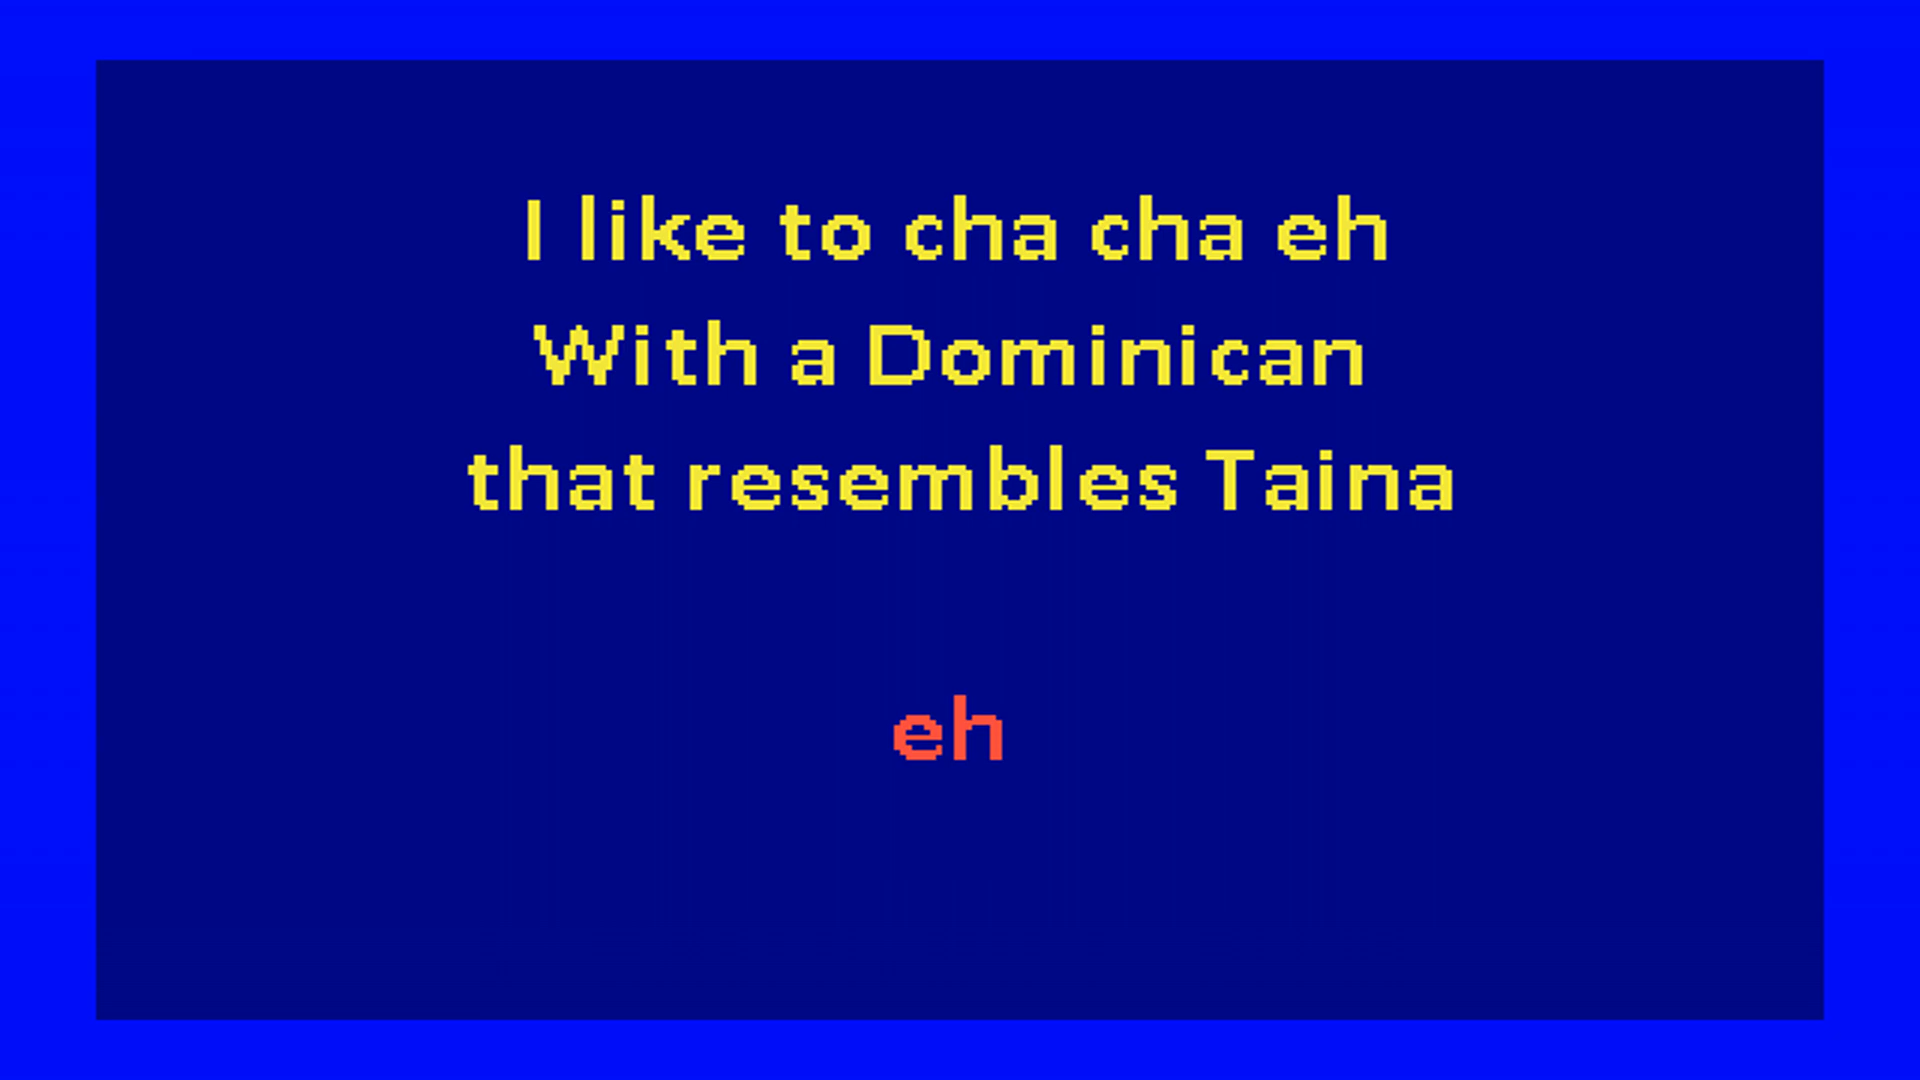 I like to cha cha eh
With a Dominican
that resembles Taina
eh